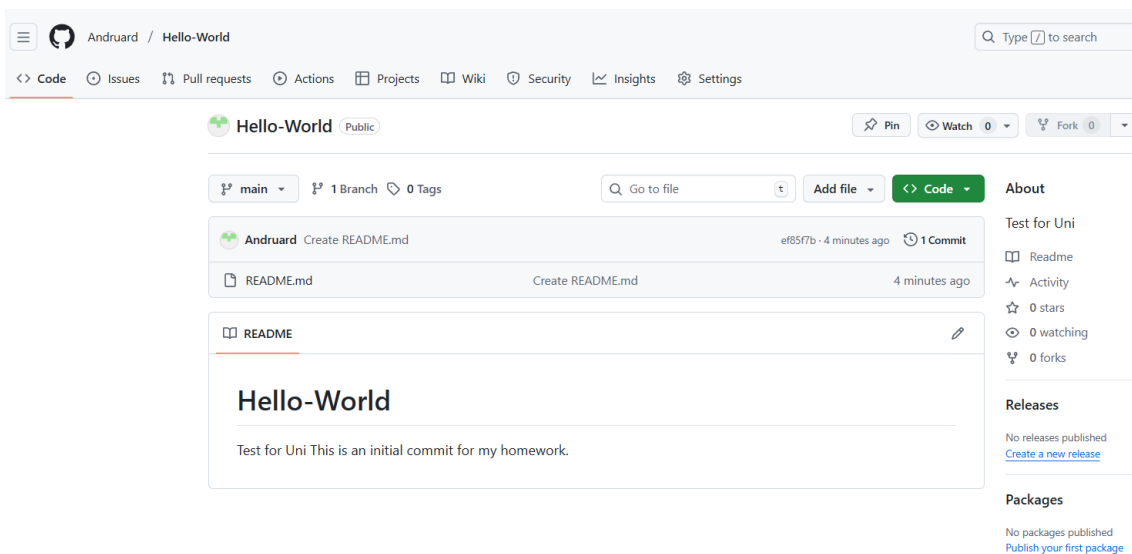 Andruard / Hello-World
Type / to search
Code Issues Pull requests Actions Projects Wiki Security Insights Settings
Hello-World Public
Pin Watch 0 Fork 0
main 1 Branch 0 Tags
Go to file t Add file Code
Andruard Create README.md ef85f7b · 4 minutes ago 1 Commit
README.md Create README.md 4 minutes ago
README
Hello-World
Test for Uni This is an initial commit for my homework.
About
Test for Uni
Readme
Activity
0 stars
0 watching
0 forks
Releases
No releases published
Create a new release
Packages
No packages published
Publish your first package